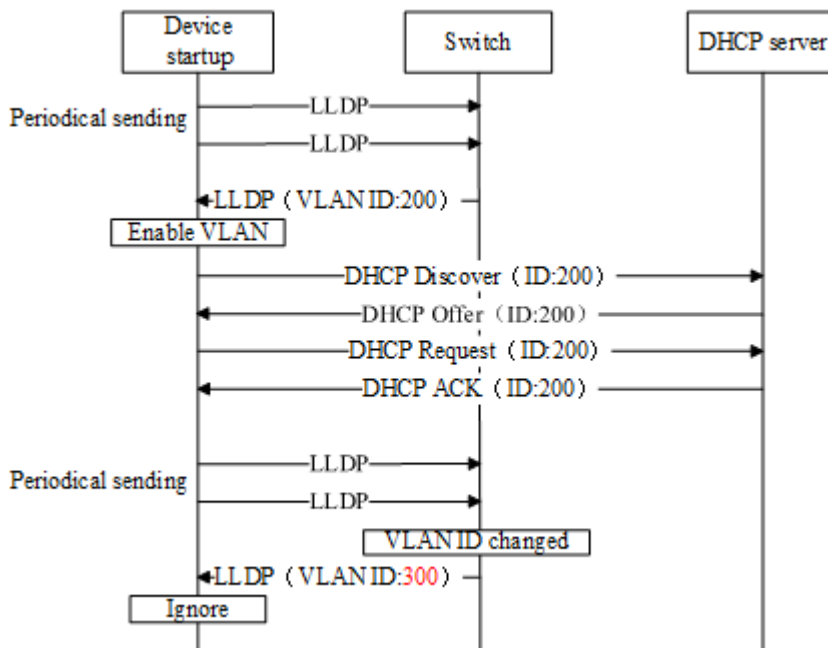 Device
startup
Switch
DHCP server
Periodical sending
LLDP
LLDP
LLDP（VLAN ID:200）
Enable VLAN
DHCP Discover（ID:200）
DHCP Offer（ID:200）
DHCP Request（ID:200）
DHCP ACK（ID:200）
Periodical sending
LLDP
LLDP
VLAN ID changed
LLDP（VLAN ID:300）
Ignore